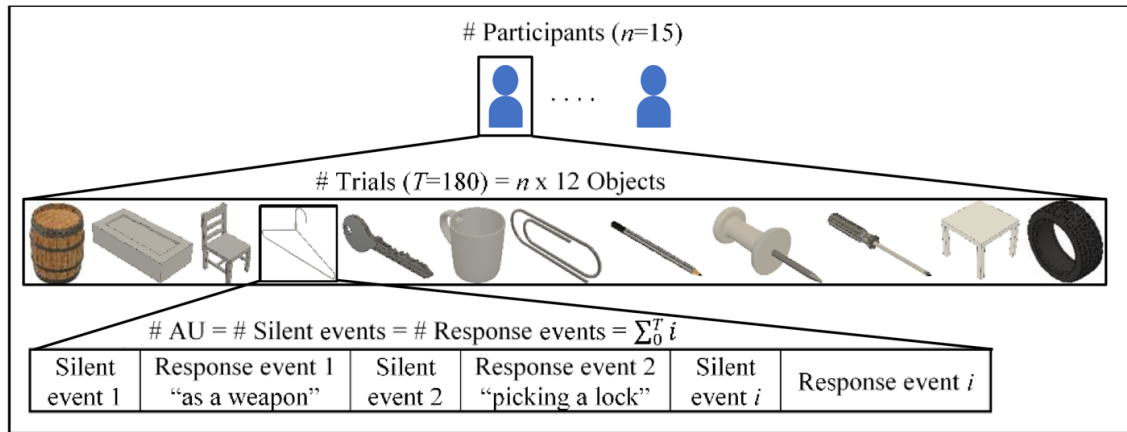 # Participants (n=15)
. . . .
# Trials (T=180) = n x 12 Objects
# AU = # Silent events = # Response events = ∑₀ᵀ i
Silent event 1
Response event 1 “as a weapon”
Silent event 2
Response event 2 “picking a lock”
Silent event i
Response event i